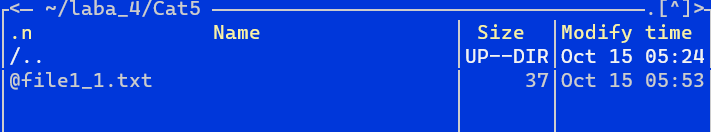 <— ~/laba_4/Cat5 .[^]>
.n Name Size Modify time
/.. UP--DIR Oct 15 05:24
@file1_1.txt 37 Oct 15 05:53